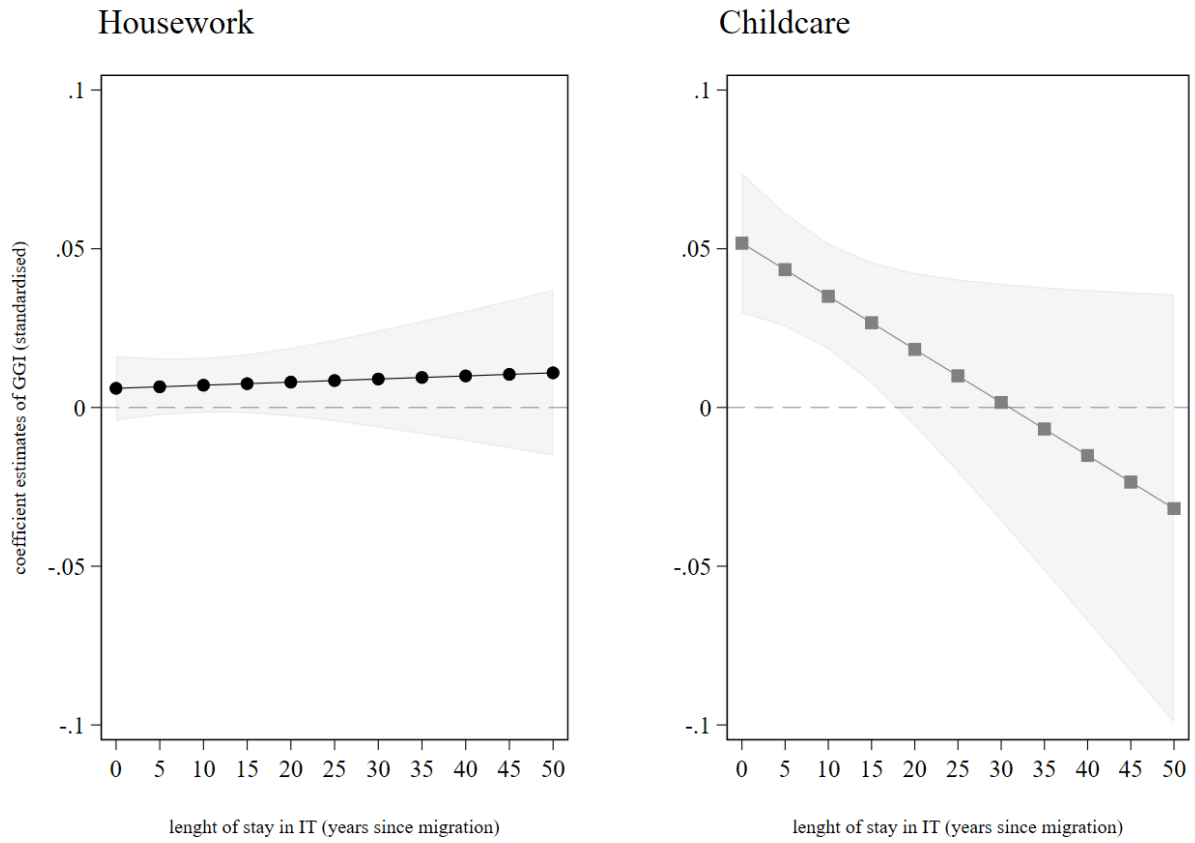 Housework
Childcare
coefficient estimates of GGI (standardised)
.1
.05
0
-.05
-.1
0 5 10 15 20 25 30 35 40 45 50
lenght of stay in IT (years since migration)
.1
.05
0
-.05
-.1
0 5 10 15 20 25 30 35 40 45 50
lenght of stay in IT (years since migration)